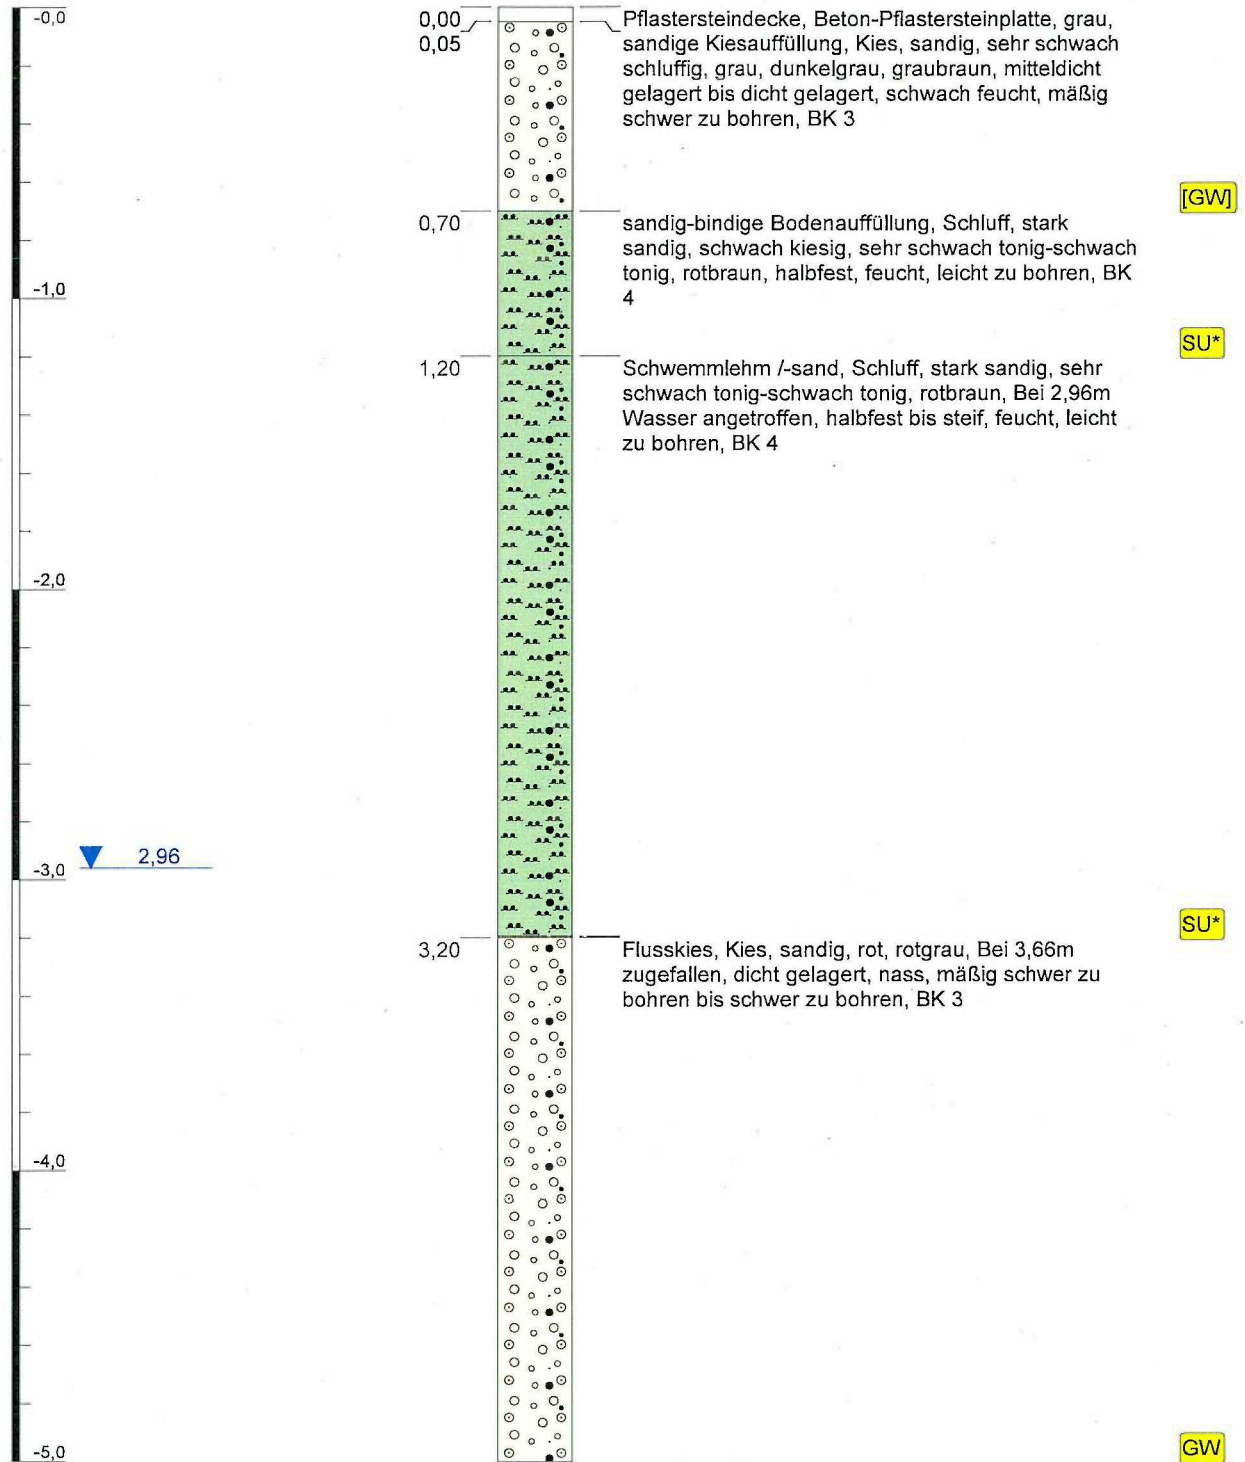 -0,0
0,00
0,05
Pflastersteindecke, Beton-Pflastersteinplatte, grau,
sandige Kiesauffüllung, Kies, sandig, sehr schwach
schluffig, grau, dunkelgrau, graubraun, mitteldicht
gelagert bis dicht gelagert, schwach feucht, mäßig
schwer zu bohren, BK 3
[GW]
0,70
sandig-bindige Bodenauffüllung, Schluff, stark
sandig, schwach kiesig, sehr schwach tonig-schwach
tonig, rotbraun, halbfest, feucht, leicht zu bohren, BK
4
-1,0
SU*
1,20
Schwemmlehm /-sand, Schluff, stark sandig, sehr
schwach tonig-schwach tonig, rotbraun, Bei 2,96m
Wasser angetroffen, halbfest bis steif, feucht, leicht
zu bohren, BK 4
-2,0
2,96
-3,0
SU*
3,20
Flusskies, Kies, sandig, rot, rotgrau, Bei 3,66m
zugefallen, dicht gelagert, nass, mäßig schwer zu
bohren bis schwer zu bohren, BK 3
-4,0
-5,0
GW